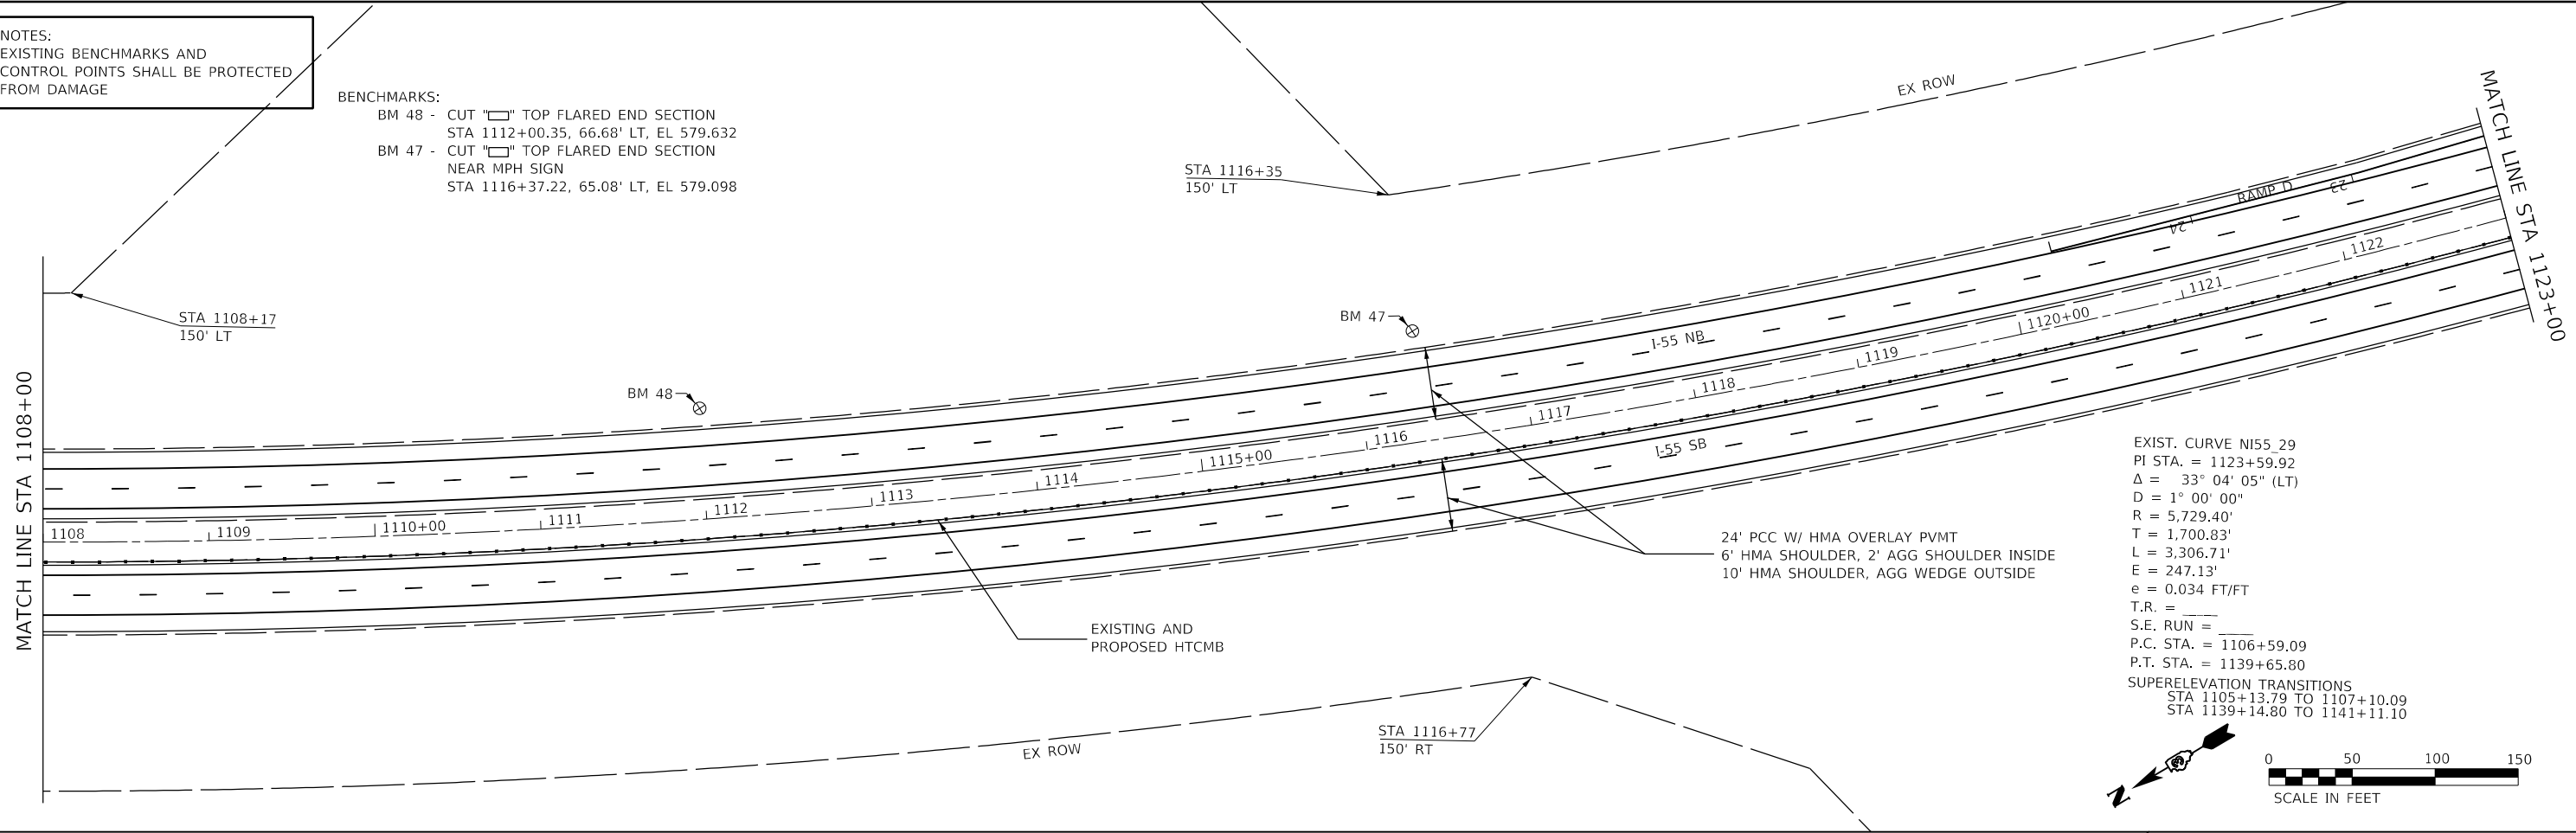 NOTES:
EXISTING BENCHMARKS AND
CONTROL POINTS SHALL BE PROTECTED
FROM DAMAGE
BENCHMARKS:
BM 48 - CUT "▭" TOP FLARED END SECTION
STA 1112+00.35, 66.68' LT, EL 579.632
BM 47 - CUT "▭" TOP FLARED END SECTION
NEAR MPH SIGN
STA 1116+37.22, 65.08' LT, EL 579.098
STA 1116+35
150' LT
EX ROW
MATCH LINE STA 1123+00
RAMP D
23
24
STA 1108+17
150' LT
BM 47
BM 48
I-55 NB
I-55 SB
MATCH LINE STA 1108+00
1108
1109
1110+00
1111
1112
1113
1114
1115+00
1116
1117
1118
1119
1120+00
1121
1122
24' PCC W/ HMA OVERLAY PVMT
6' HMA SHOULDER, 2' AGG SHOULDER INSIDE
10' HMA SHOULDER, AGG WEDGE OUTSIDE
EXISTING AND
PROPOSED HTCMB
STA 1116+77
150' RT
EX ROW
EXIST. CURVE NI55_29
PI STA. = 1123+59.92
Δ = 33° 04' 05" (LT)
D = 1° 00' 00"
R = 5,729.40'
T = 1,700.83'
L = 3,306.71'
E = 247.13'
e = 0.034 FT/FT
T.R. = _____
S.E. RUN = _____
P.C. STA. = 1106+59.09
P.T. STA. = 1139+65.80
SUPERELEVATION TRANSITIONS
STA 1105+13.79 TO 1107+10.09
STA 1139+14.80 TO 1141+11.10
N
0 50 100 150
SCALE IN FEET